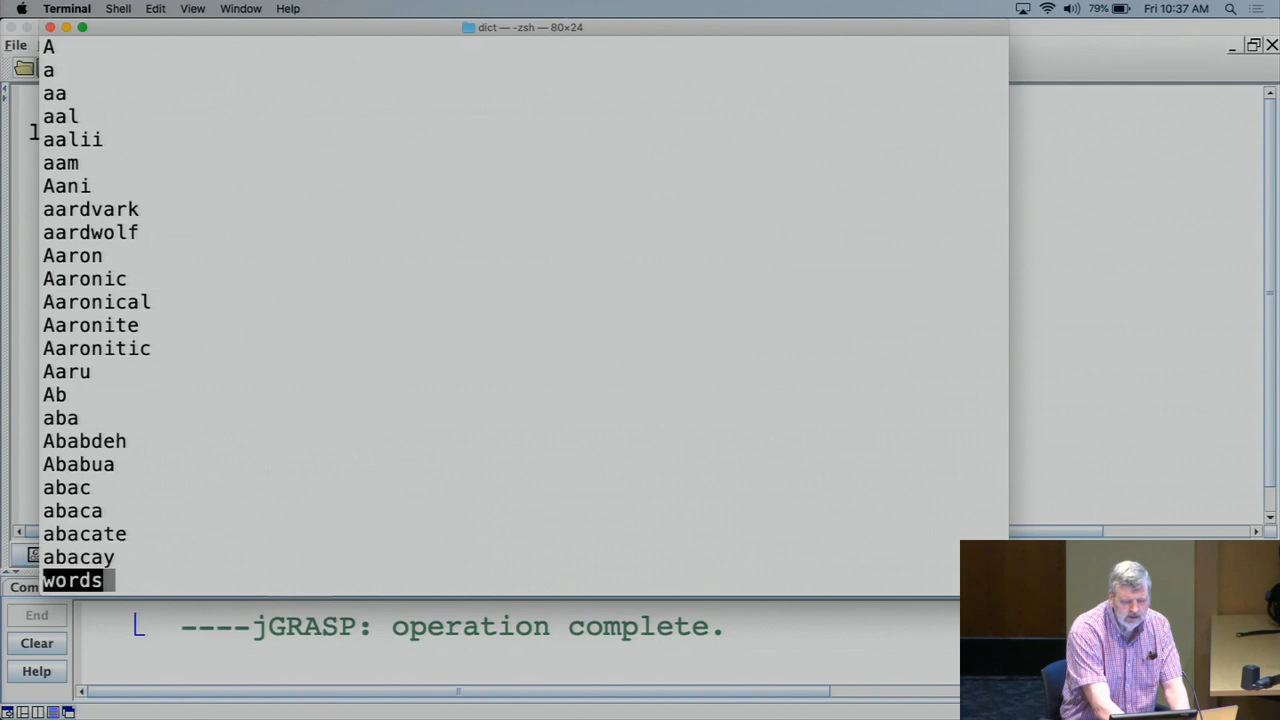 Terminal Shell Edit View Window Help 79% Fri 10:37 AM
dict — -zsh — 80×24
File
A
a
aa
aal
aalii
aam
Aani
aardvark
aardwolf
Aaron
Aaronic
Aaronical
Aaronite
Aaronitic
Aaru
Ab
aba
Ababdeh
Ababua
abac
abaca
abacate
abacay
words
Com
End
Clear
Help
----jGRASP: operation complete.